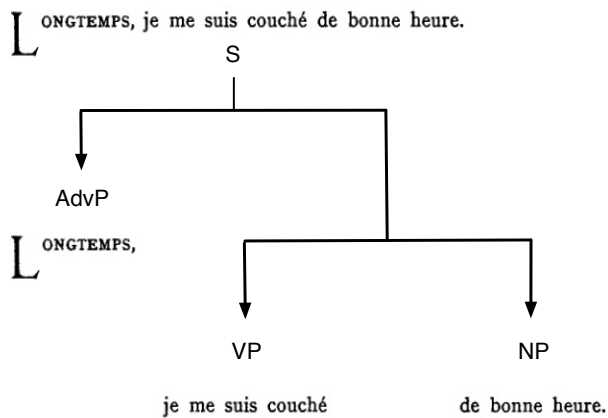 LONGTEMPS, je me suis couché de bonne heure.
S
AdvP
LONGTEMPS,
VP NP
je me suis couché de bonne heure.